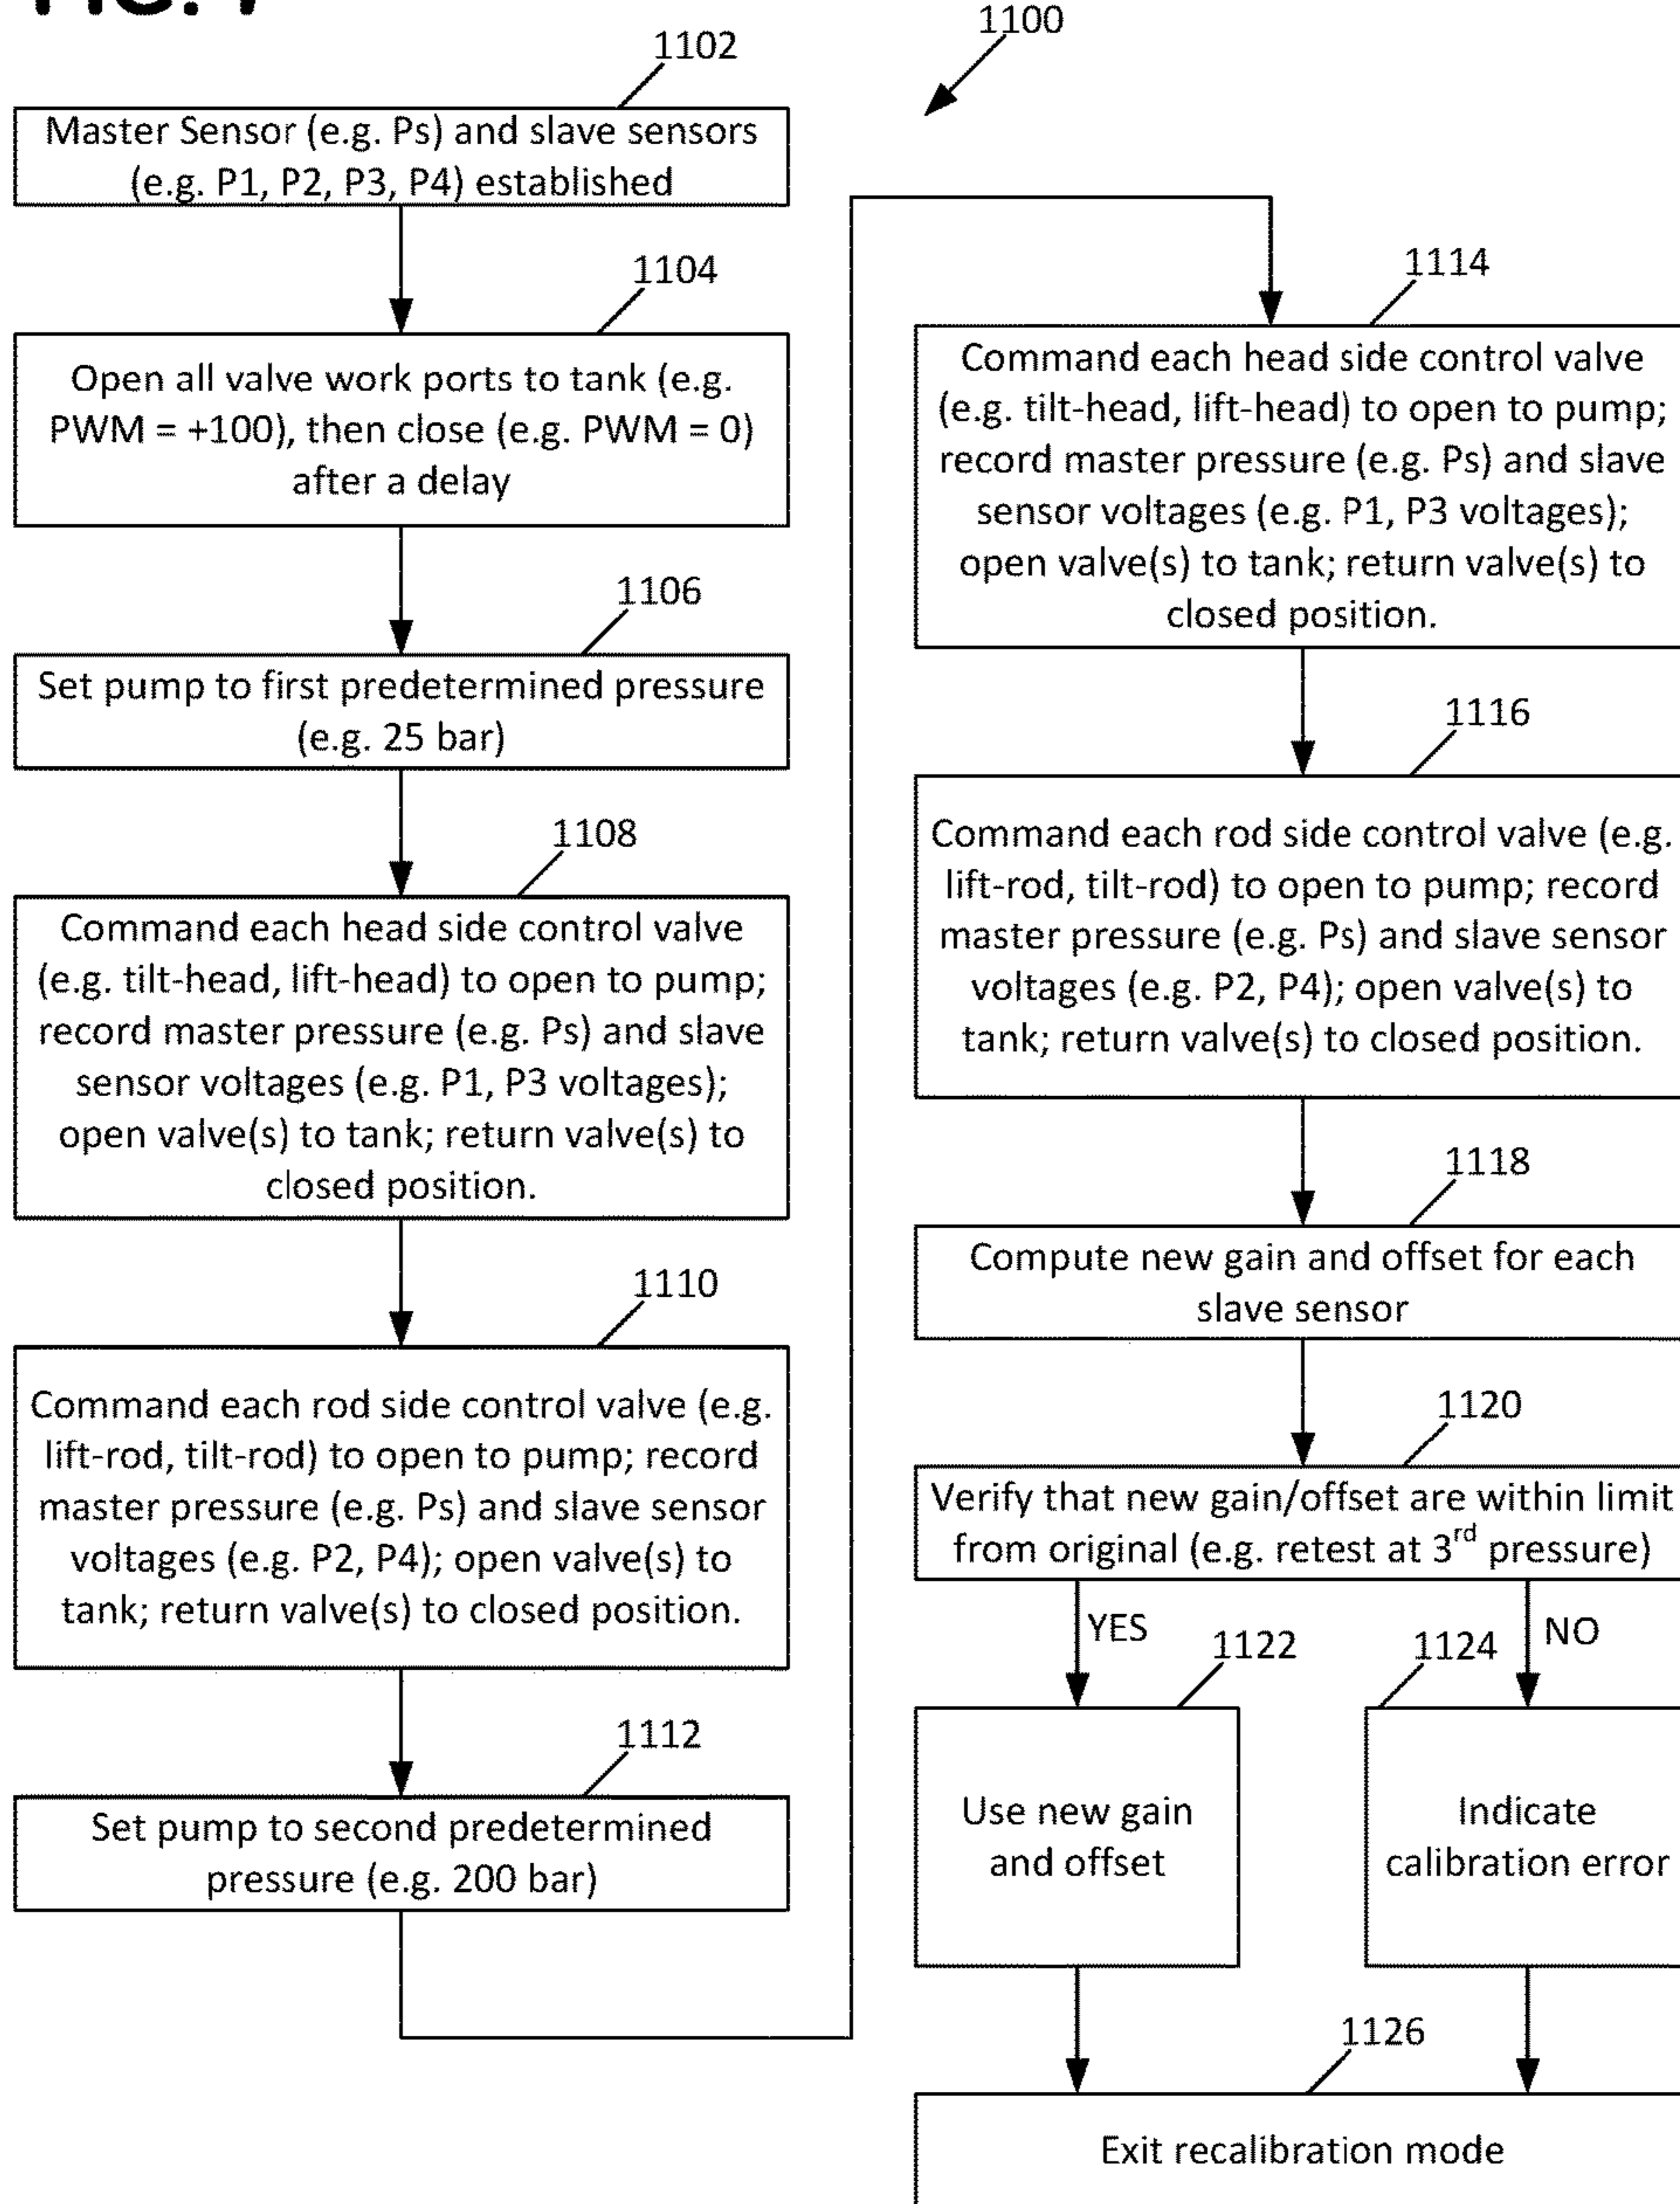 1102
Master Sensor (e.g. Ps) and slave sensors
(e.g. P1, P2, P3, P4) established
1104
Open all valve work ports to tank (e.g.
PWM = +100), then close (e.g. PWM = 0)
after a delay
1106
Set pump to first predetermined pressure
(e.g. 25 bar)
1108
Command each head side control valve
(e.g. tilt-head, lift-head) to open to pump;
record master pressure (e.g. Ps) and slave
sensor voltages (e.g. P1, P3 voltages);
open valve(s) to tank; return valve(s) to
closed position.
1110
Command each rod side control valve (e.g.
lift-rod, tilt-rod) to open to pump; record
master pressure (e.g. Ps) and slave sensor
voltages (e.g. P2, P4); open valve(s) to
tank; return valve(s) to closed position.
1112
Set pump to second predetermined
pressure (e.g. 200 bar)
1100
1114
Command each head side control valve
(e.g. tilt-head, lift-head) to open to pump;
record master pressure (e.g. Ps) and slave
sensor voltages (e.g. P1, P3 voltages);
open valve(s) to tank; return valve(s) to
closed position.
1116
Command each rod side control valve (e.g.
lift-rod, tilt-rod) to open to pump; record
master pressure (e.g. Ps) and slave sensor
voltages (e.g. P2, P4); open valve(s) to
tank; return valve(s) to closed position.
1118
Compute new gain and offset for each
slave sensor
1120
Verify that new gain/offset are within limit
from original (e.g. retest at 3rd pressure)
YES
1122
1124
NO
Use new gain
and offset
Indicate
calibration error
1126
Exit recalibration mode